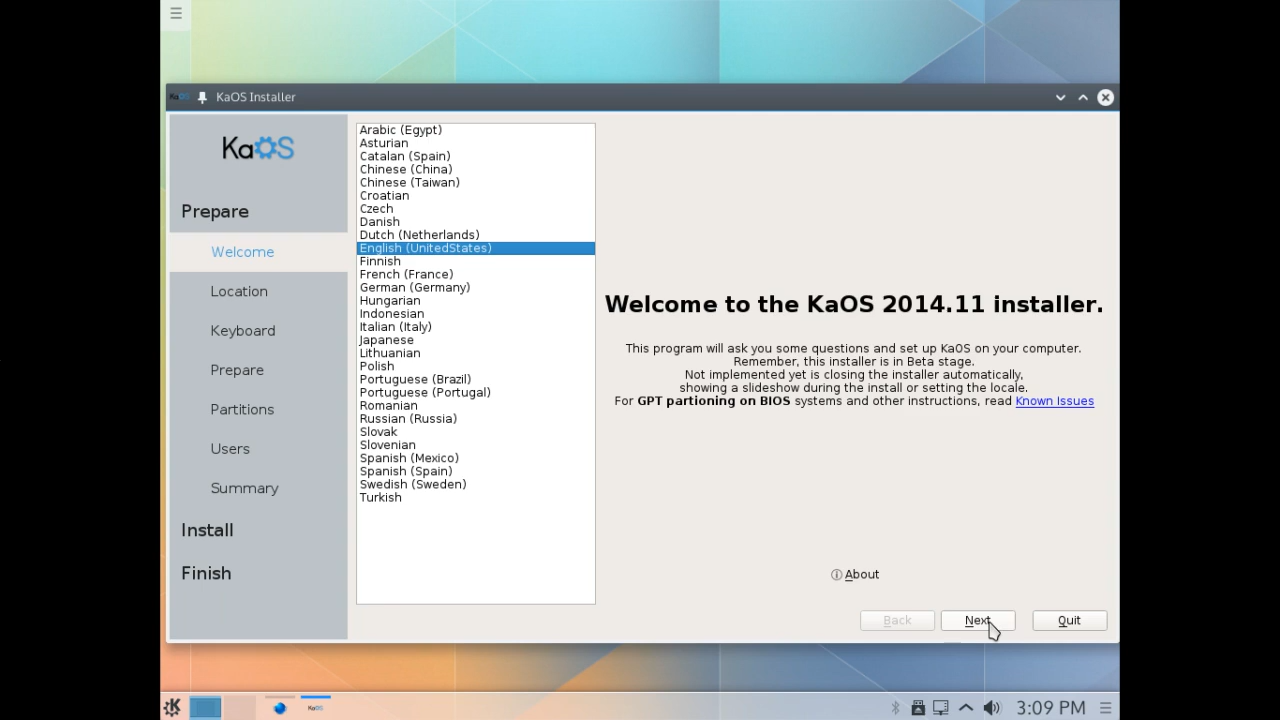 KaOS Installer
KaOS
Prepare
Welcome
Location
Keyboard
Prepare
Partitions
Users
Summary
Install
Finish
Arabic (Egypt)
Asturian
Catalan (Spain)
Chinese (China)
Chinese (Taiwan)
Croatian
Czech
Danish
Dutch (Netherlands)
English (UnitedStates)
Finnish
French (France)
German (Germany)
Hungarian
Indonesian
Italian (Italy)
Japanese
Lithuanian
Polish
Portuguese (Brazil)
Portuguese (Portugal)
Romanian
Russian (Russia)
Slovak
Slovenian
Spanish (Mexico)
Spanish (Spain)
Swedish (Sweden)
Turkish
Welcome to the KaOS 2014.11 installer.
This program will ask you some questions and set up KaOS on your computer.
Remember, this installer is in Beta stage.
Not implemented yet is closing the installer automatically,
showing a slideshow during the install or setting the locale.
For GPT partioning on BIOS systems and other instructions, read Known Issues
About
Back
Next
Quit
KaOS
3:09 PM